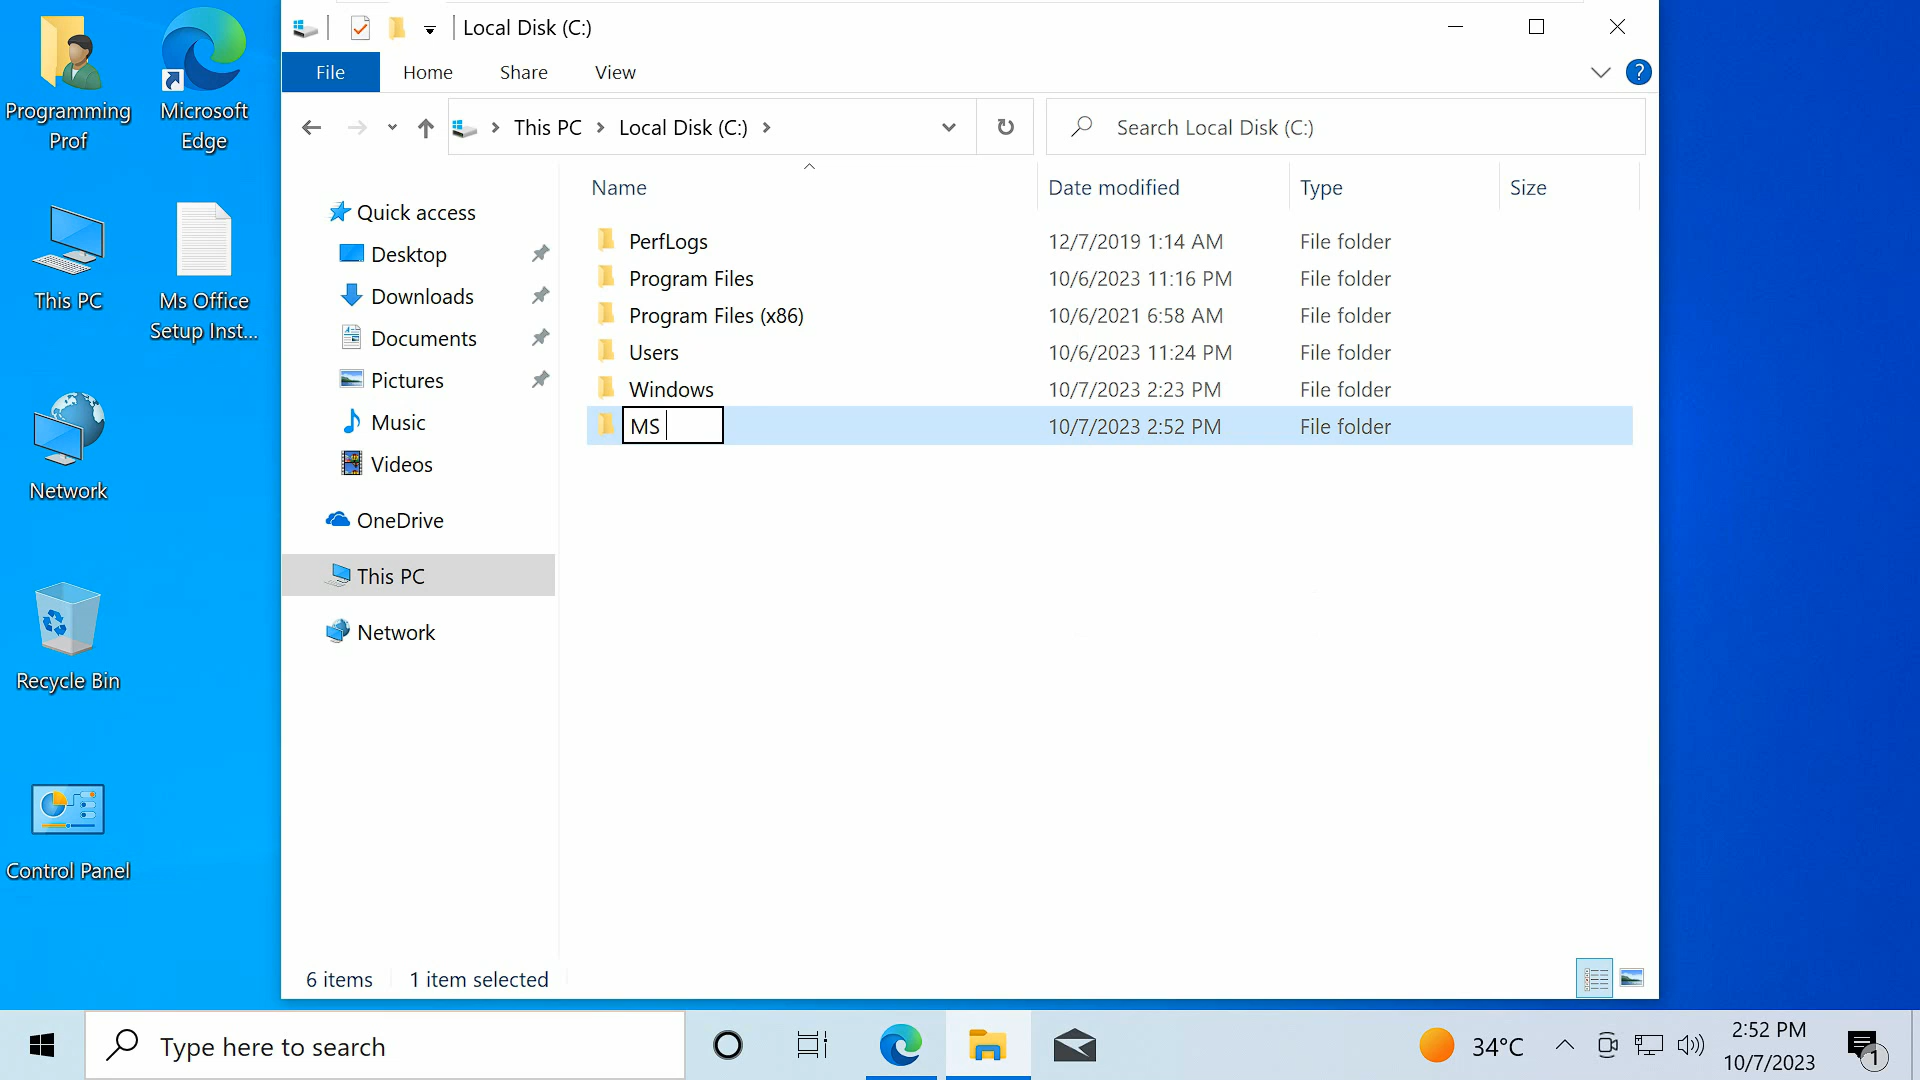 Programming
Prof
Microsoft
Edge
This PC
Ms Office
Setup Inst...
Network
Recycle Bin
Control Panel
Local Disk (C:)
File Home Share View
?
This PC Local Disk (C:)
Search Local Disk (C:)
Quick access
Desktop
Downloads
Documents
Pictures
Music
Videos
OneDrive
This PC
Network
Name Date modified Type Size
PerfLogs 12/7/2019 1:14 AM File folder
Program Files 10/6/2023 11:16 PM File folder
Program Files (x86) 10/6/2021 6:58 AM File folder
Users 10/6/2023 11:24 PM File folder
Windows 10/7/2023 2:23 PM File folder
MS 10/7/2023 2:52 PM File folder
6 items 1 item selected
Type here to search
34°C
2:52 PM
10/7/2023
1